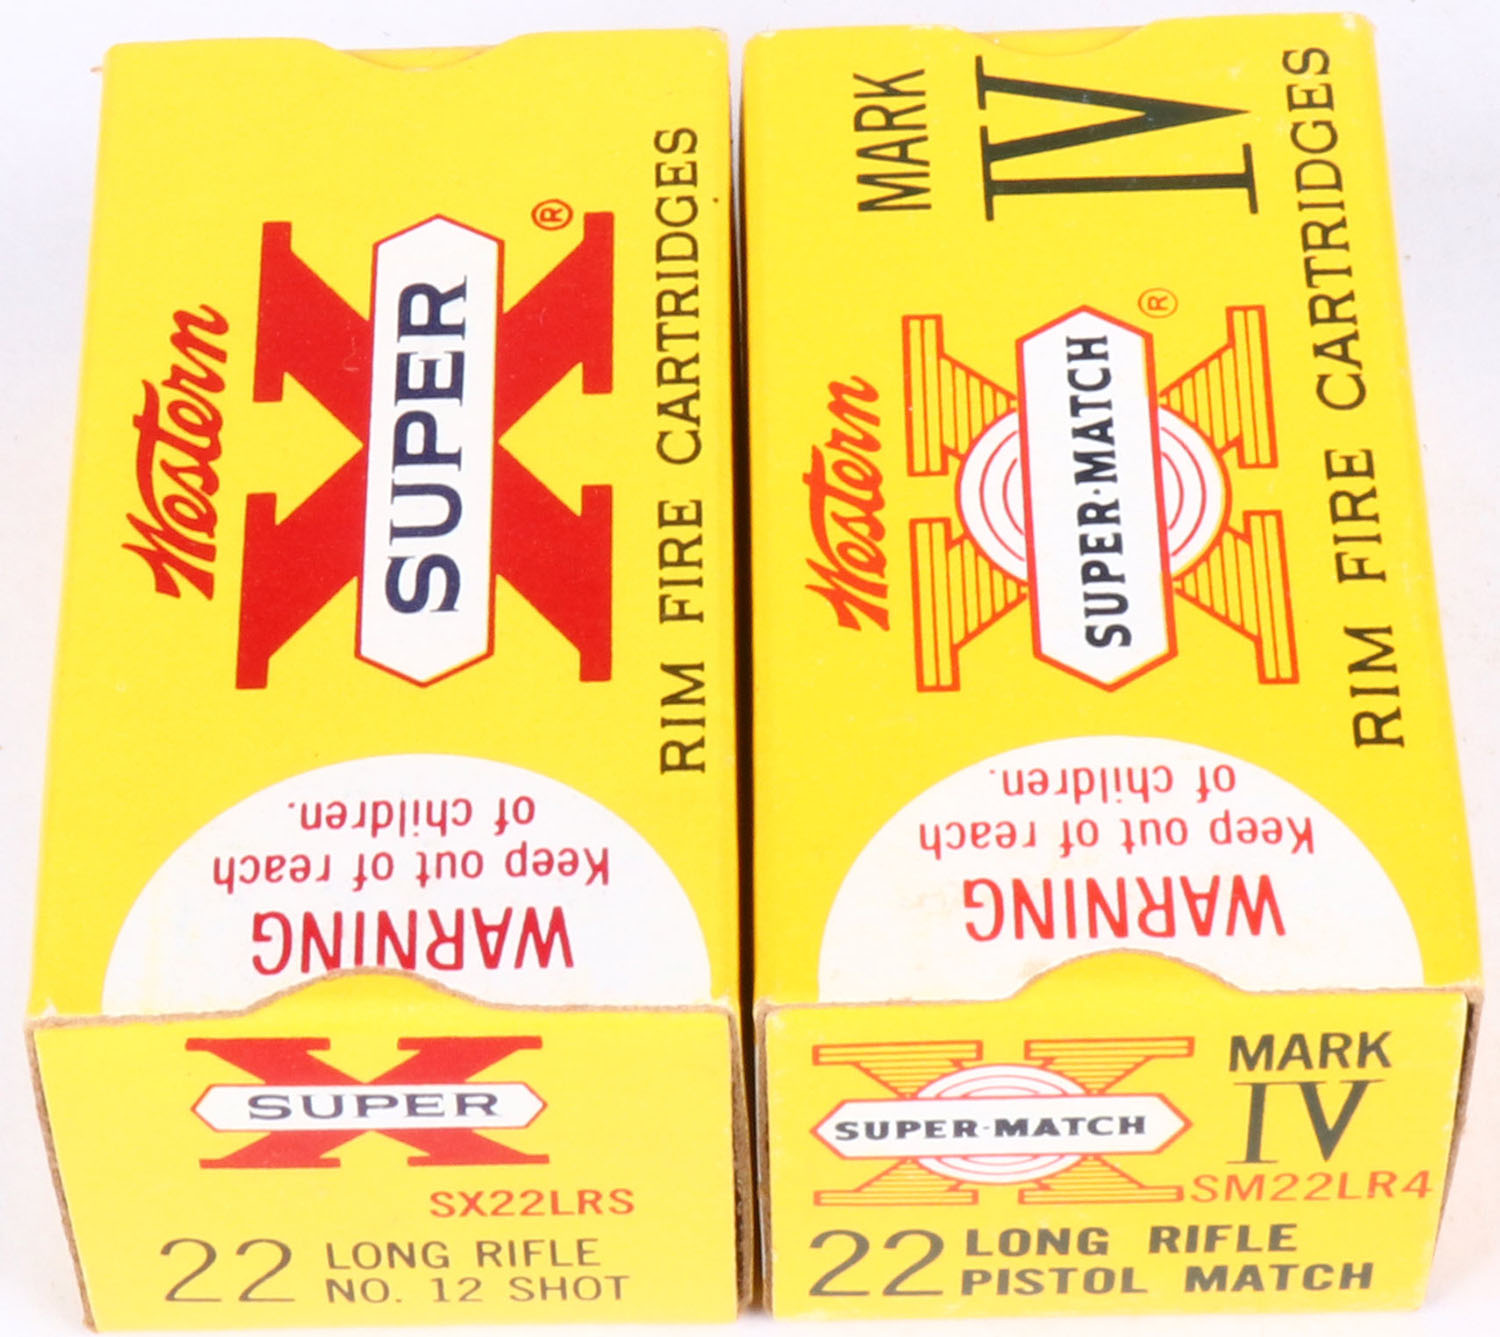 Western
SUPER X ®
RIM FIRE CARTRIDGES
WARNING
Keep out of reach
of children.
SUPER X
SX22LRS
22 LONG RIFLE
NO. 12 SHOT
MARK IV
Western
SUPER-MATCH X ®
RIM FIRE CARTRIDGES
WARNING
Keep out of reach
of children.
SUPER-MATCH X
MARK
IV
SM22LR4
22 LONG RIFLE
PISTOL MATCH